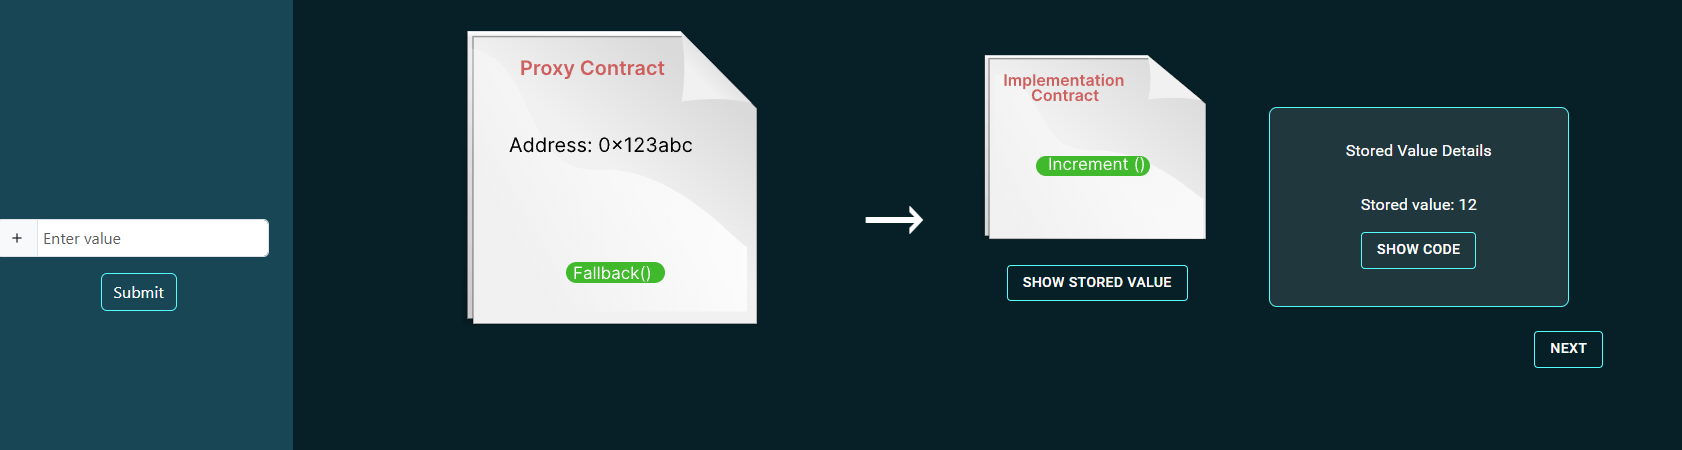 + Enter value
Submit
Proxy Contract
Address: 0×123abc
Fallback()
Implementation
Contract
Increment ()
SHOW STORED VALUE
Stored Value Details
Stored value: 12
SHOW CODE
NEXT